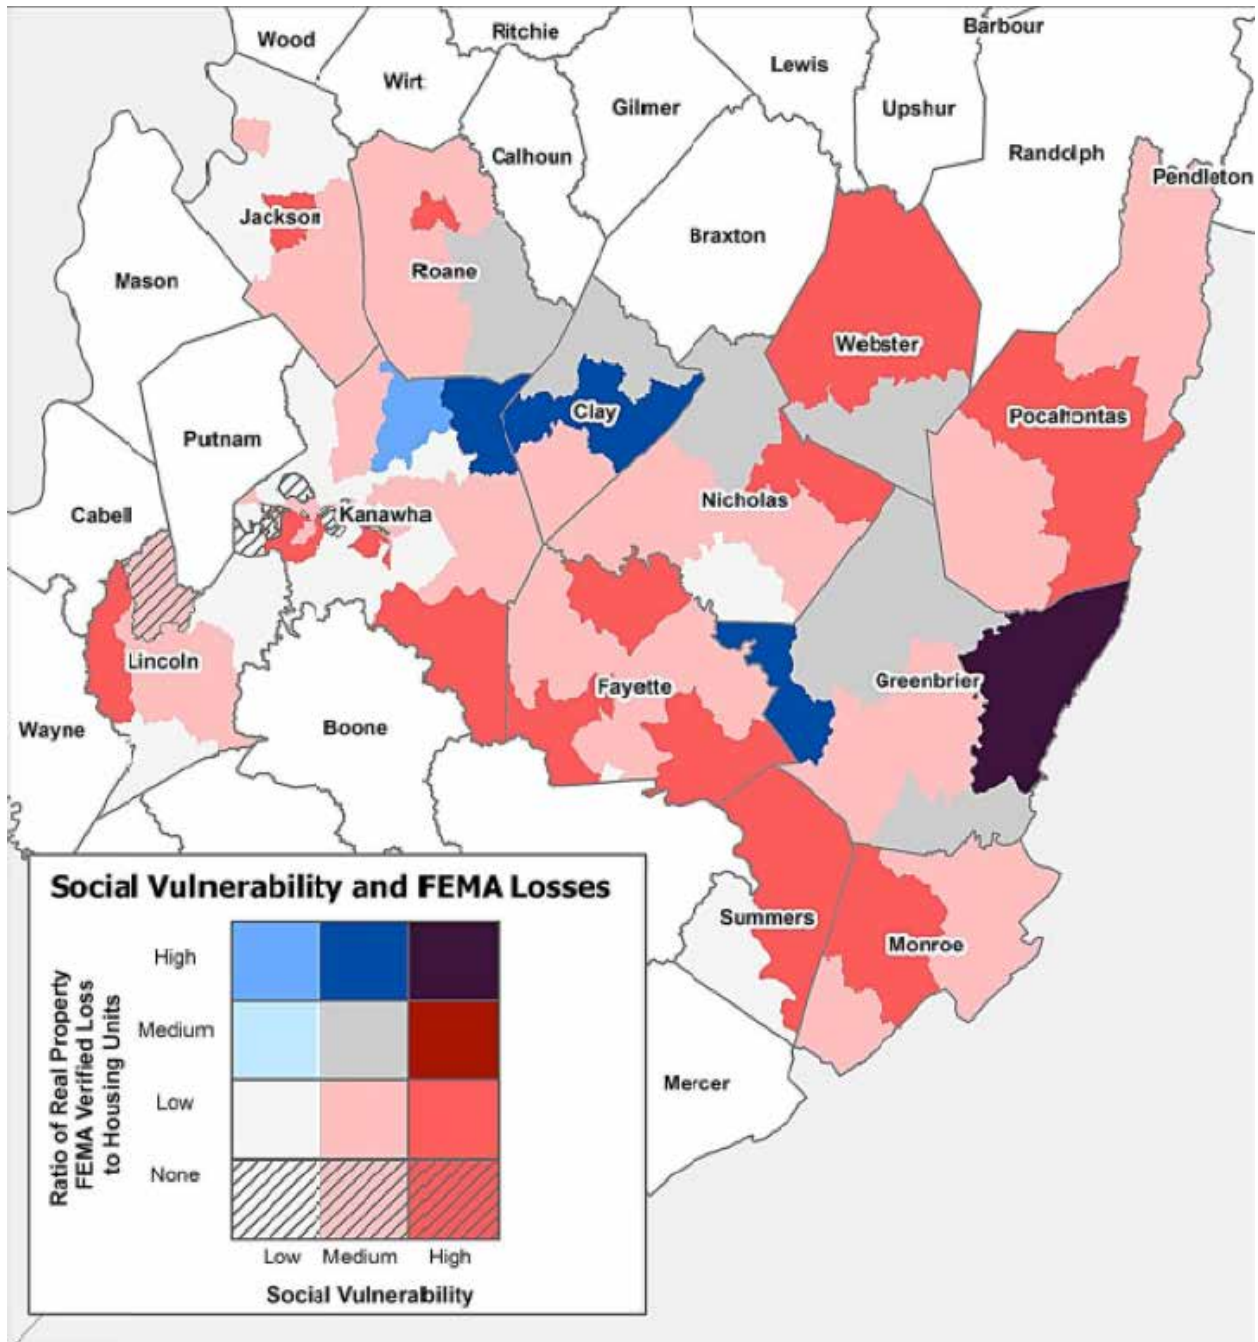 Barbour
Ritchie
Wood
Lewis
Wirt
Gilmer
Upshur
Calhoun
Randolph
Pendleton
Jackson
Braxton
Roane
Mason
Webster
Clay
Pocahontas
Putnam
Nicholas
Kanawha
Cabell
Lincoln
Greenbrier
Fayette
Wayne
Boone
Summers
Monroe
Mercer
Social Vulnerability and FEMA Losses
Ratio of Real Property
FEMA Verified Loss
to Housing Units
High
Medium
Low
None
Low Medium High
Social Vulnerability